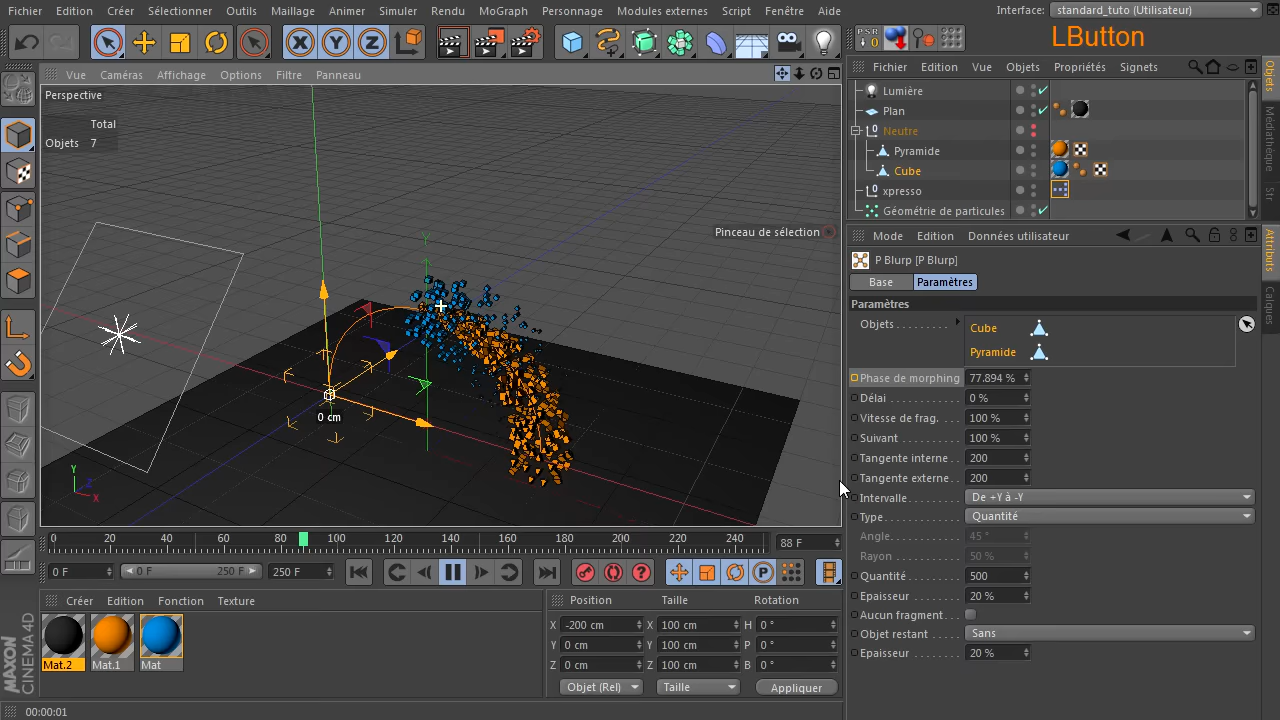 Fichier Edition Créer Sélectionner Outils Maillage Animer Simuler Rendu MoGraph Personnage Modules externes Script Fenêtre Aide
Interface: standard_tuto (Utilisateur)
PSR
0
LButton
X Y Z
Vue Caméras Affichage Options Filtre Panneau
Fichier Edition Vue Objets Propriétés Signets
Perspective
Total
Objets 7
Pinceau de sélection
Y
0 cm
Y
Z
X
Lumière
Plan
Neutre
Pyramide
Cube
xpresso
Géométrie de particules
Objets
Médiathèque
Str
Mode Edition Données utilisateur
P Blurp [P Blurp]
Base Paramètres
Paramètres
Objets
Cube
Pyramide
Phase de morphing 77.894 %
Délai 0 %
Vitesse de frag. 100 %
Suivant 100 %
Tangente interne 200
Tangente externe 200
Intervalle De +Y à -Y
Type Quantité
Angle 45 °
Rayon 50 %
Quantité 500
Epaisseur 20 %
Aucun fragment
Objet restant Sans
Epaisseur 20 %
Attributs
Calques
0 20 40 60 80 100 120 140 160 180 200 220 240
88 F
0 F 0 F 250 F 250 F
P
Créer Edition Fonction Texture
Mat.2 Mat.1 Mat
Position Taille Rotation
X -200 cm X 100 cm H 0 °
Y 0 cm Y 100 cm P 0 °
Z 0 cm Z 100 cm B 0 °
Objet (Rel) Taille Appliquer
MAXON
CINEMA 4D
00:00:01